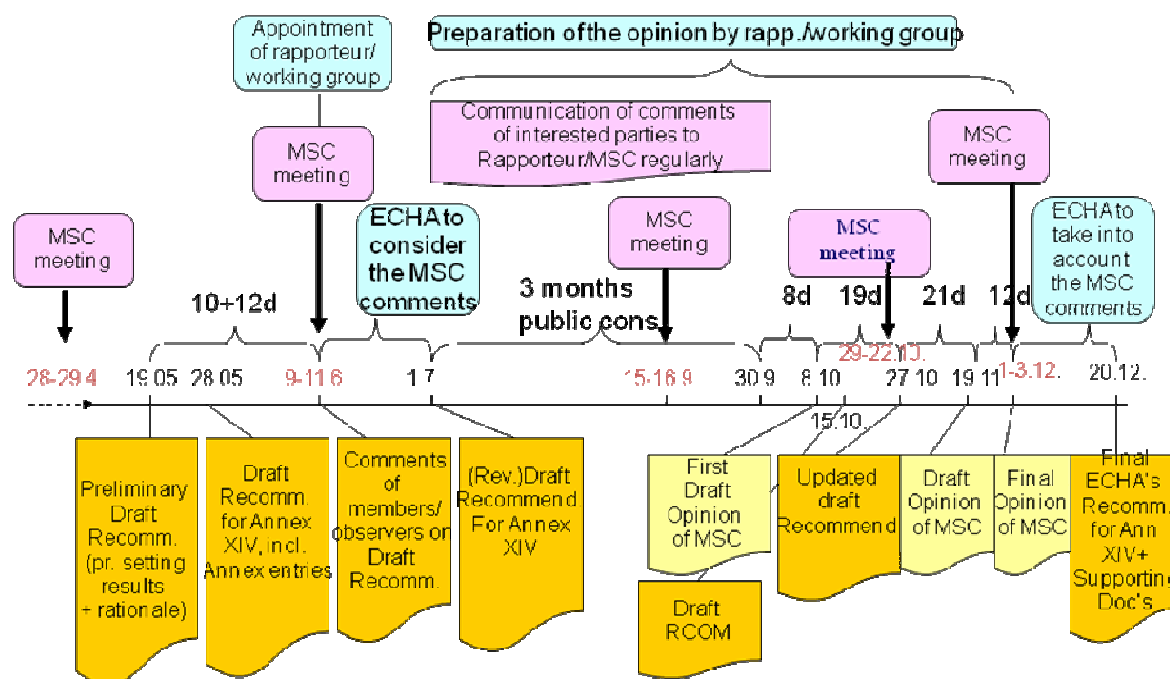 Appointment
of rapporteur/
working group
Preparation of the opinion by rapp./working group
Communication of comments
of interested parties to
Rapporteur/MSC regularly
MSC
meeting
MSC
meeting
MSC
meeting
MSC
meeting
MSC
meeting
ECHA to
consider
the MSC
comments
ECHA to
take into
account
the MSC
comments
10+12d
3 months
public cons
8d
19d
21d
12d
28-29.4
19.05
28.05
9-11.6
1.7
15-16.9
30.9
8.10
29-22.10.
27.10
19.11
1-3.12.
20.12.
15.10.
Preliminary
Draft
Recomm.
(pr. setting
results
+ rationale)
Draft
Recomm.
for Annex
XIV, incl.
Annex entries
Comments
of
members/
observers on
Draft
Recomm.
(Rev.) Draft
Recommend
For Annex
XIV
First
Draft
Opinion
of MSC
Draft
RCOM
Updated
draft
Recommend
Draft
Opinion
of MSC
Final
Opinion
of MSC
Final
ECHA's
Recomm.
for Ann
XIV+
Supporting
Doc's